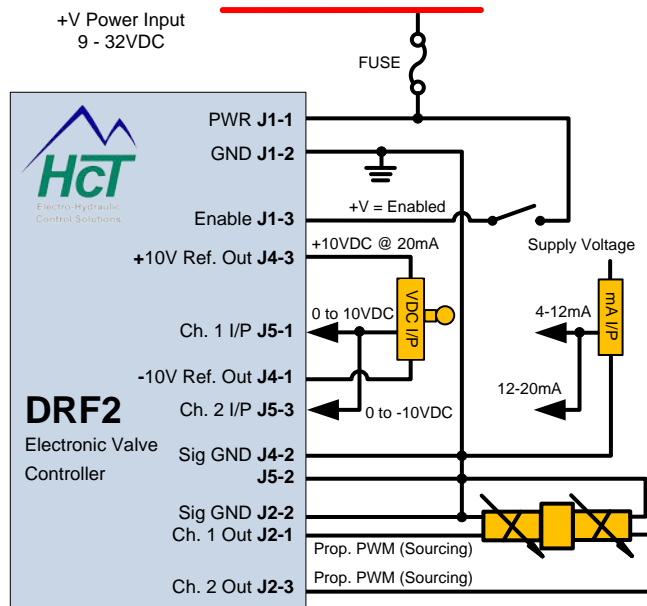 +V Power Input
9 - 32VDC
FUSE
PWR J1-1
GND J1-2
HcT
Electro-Hydraulic
Control Solutions.
Enable J1-3
+V = Enabled
Supply Voltage
+10V Ref. Out J4-3
+10VDC @ 20mA
VDC I/P
mA I/P
Ch. 1 I/P J5-1
0 to 10VDC
4-12mA
-10V Ref. Out J4-1
12-20mA
DRF2
Electronic Valve
Controller
Ch. 2 I/P J5-3
0 to -10VDC
Sig GND J4-2
J5-2
Sig GND J2-2
Ch. 1 Out J2-1
Prop. PWM (Sourcing)
Ch. 2 Out J2-3
Prop. PWM (Sourcing)